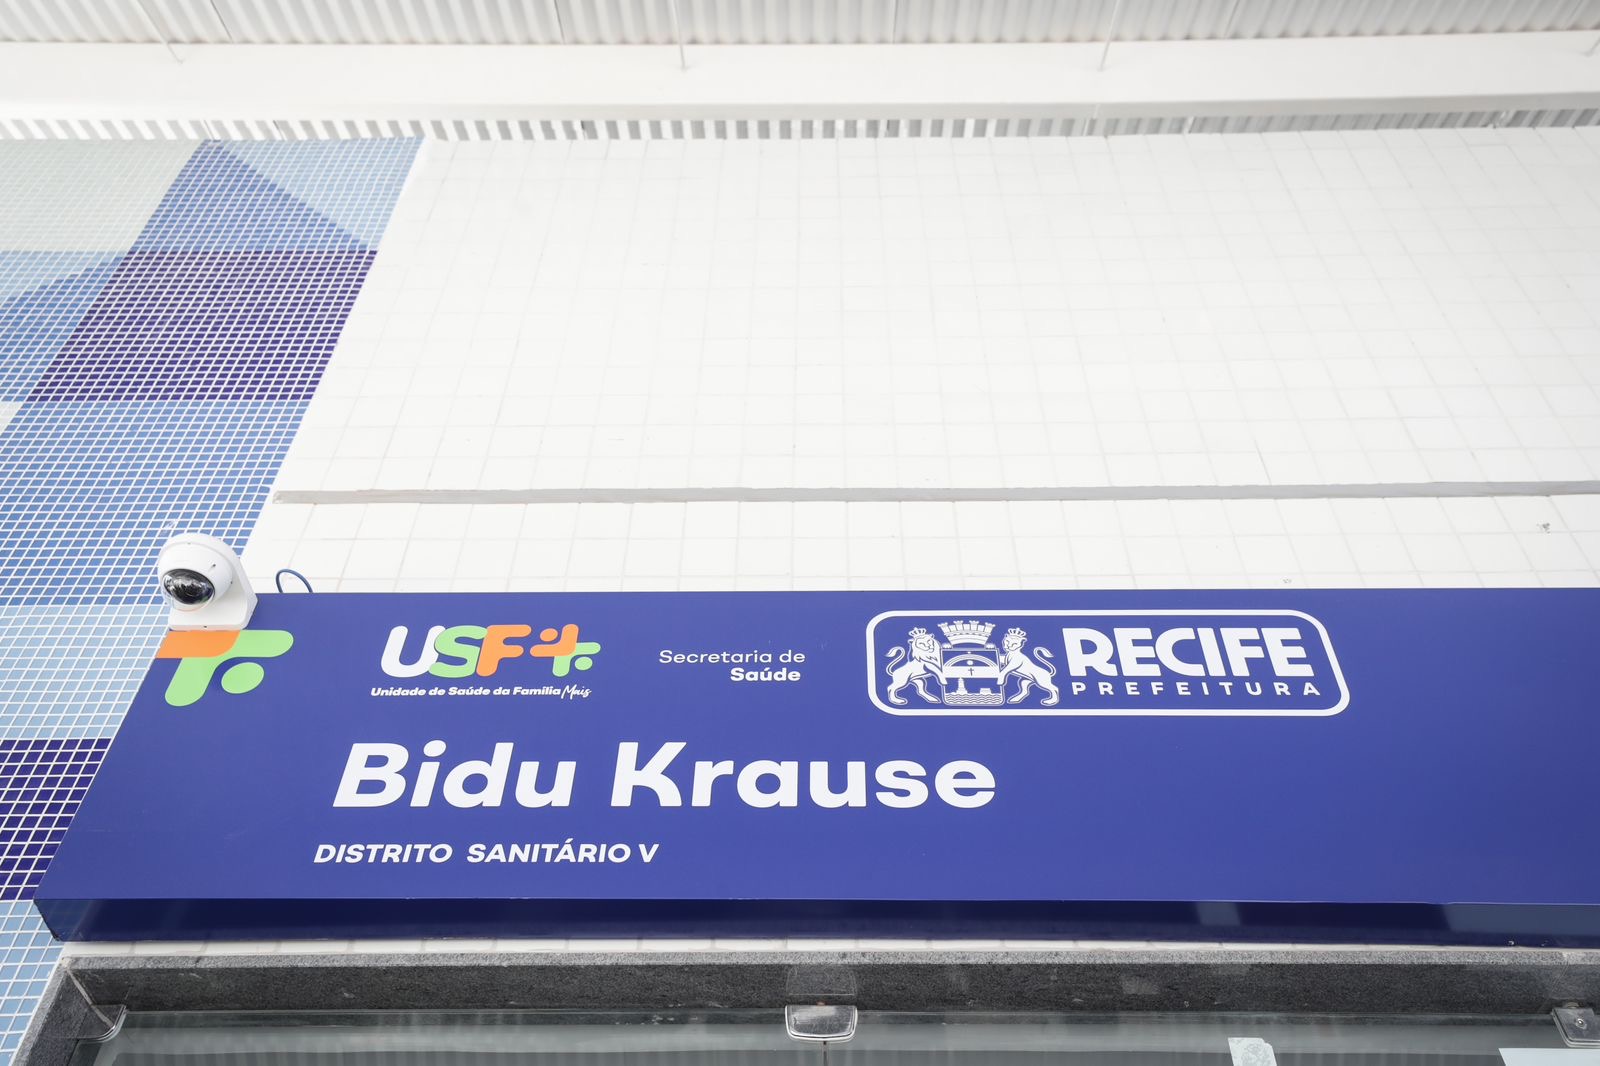 USF+
Unidade de Saúde da Família Mais
Secretaria de
Saúde
RECIFE
PREFEITURA
Bidu Krause
DISTRITO SANITÁRIO V